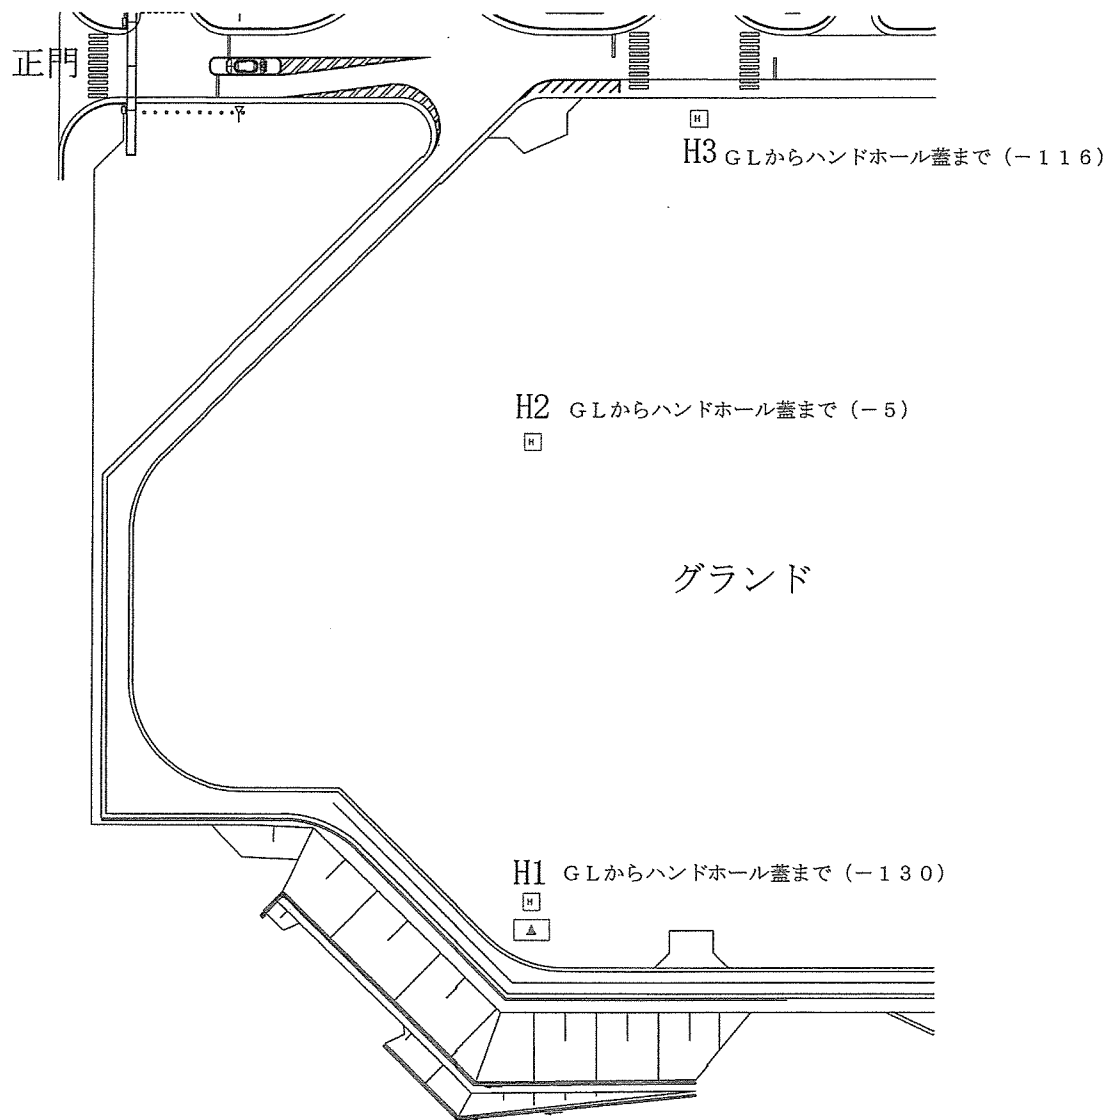 正門
H
H3 GLからハンドホール蓋まで（－116）
H2 GLからハンドホール蓋まで（－5）
H
グランド
H1 GLからハンドホール蓋まで（－130）
H